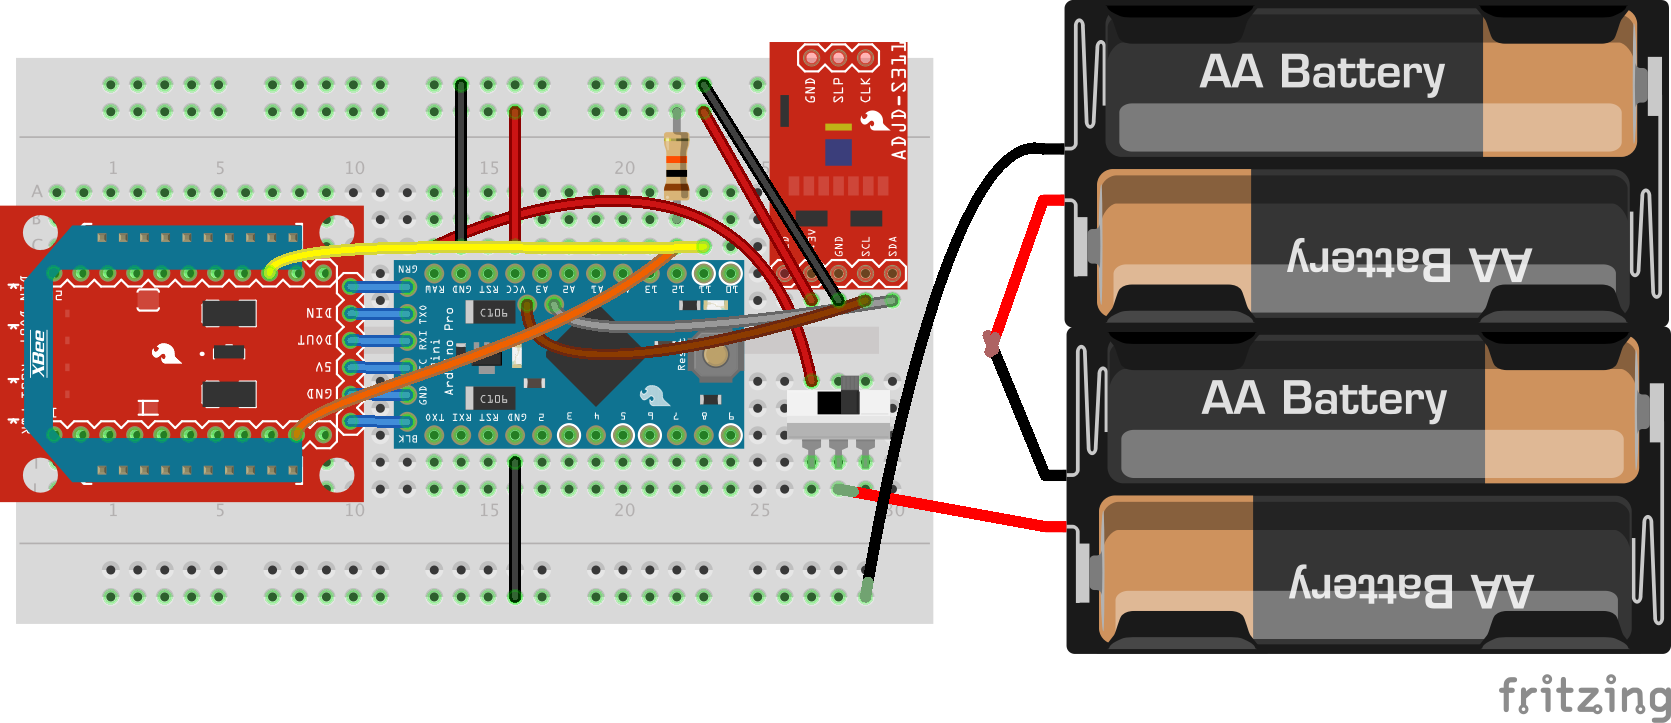 AA Battery
AA Battery
AA Battery
AA Battery
ADJD-S311
GND
SLP
CLK
GND
SCL
SDA
1
5
10
15
20
A
B
C
XBee
DIN
DOUT
5V
GND
GRN
RAW
GND
RST
VCC
A3
A2
A1
13
12
11
10
TXO
RXI
GND
BLK
Arduino Pro
C106
C106
TXO
RXI
RST
GND
2
3
4
5
6
7
8
9
1
5
10
15
20
25
30
fritzing